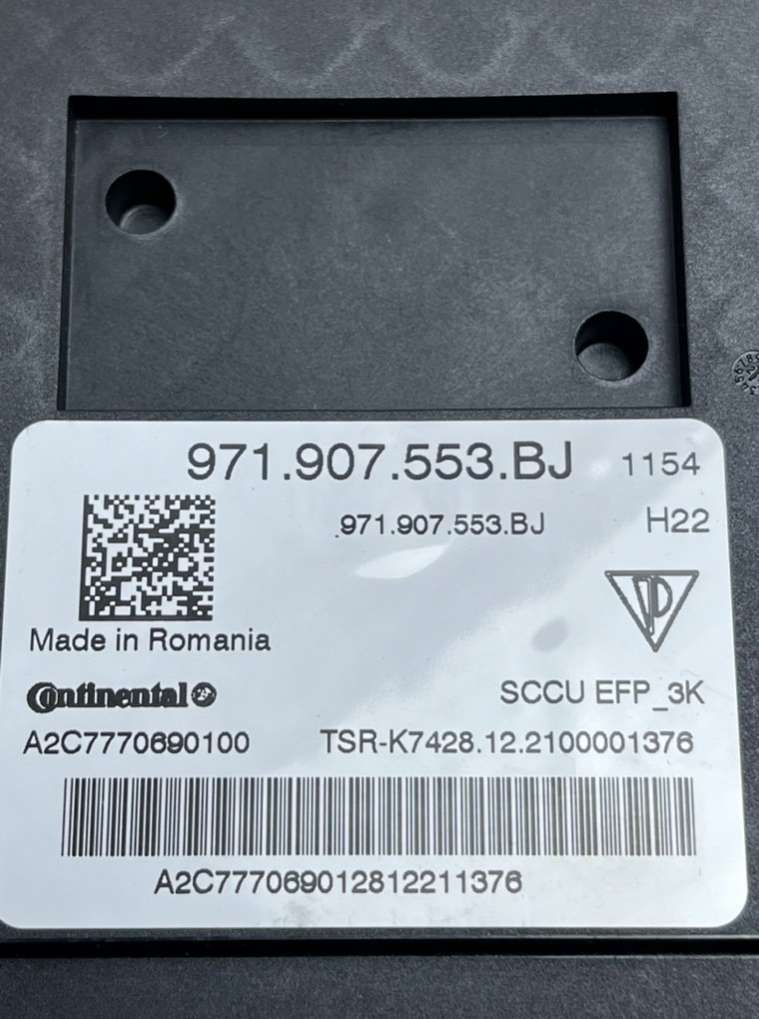 971.907.553.BJ 1154
.971.907.553.BJ H22
Made in Romania
Continental
SCCU EFP_3K
A2C7770690100 TSR-K7428.12.2100001376
A2C777069012812211376